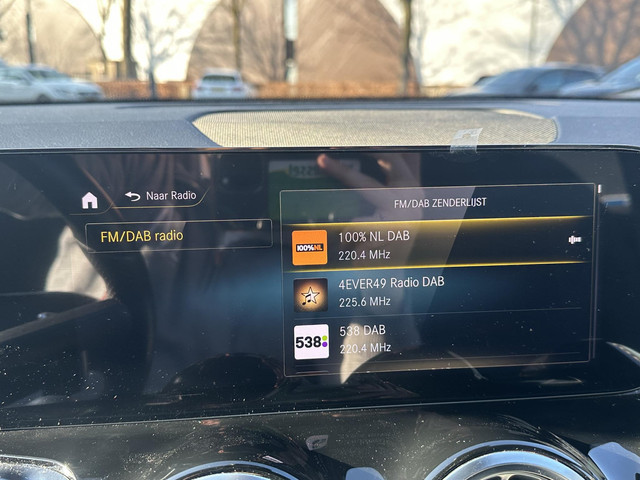 Naar Radio
FM/DAB radio
FM/DAB ZENDERLIJST
100%NL
100% NL DAB
220.4 MHz
4EVER49 Radio DAB
225.6 MHz
538
538 DAB
220.4 MHz